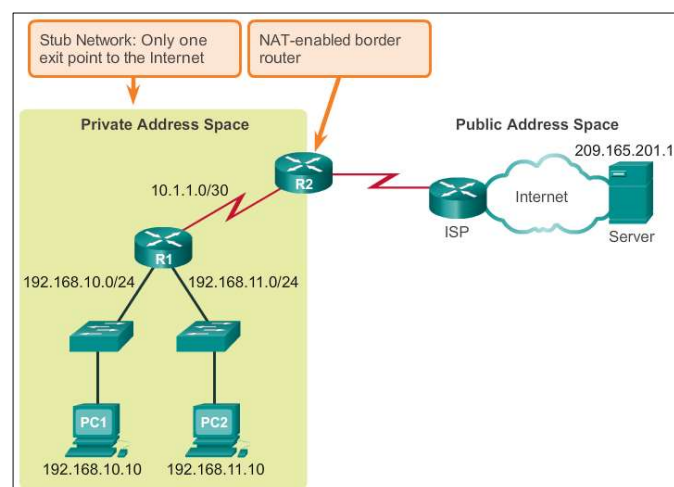 Stub Network: Only one
exit point to the Internet
NAT-enabled border
router
Private Address Space
Public Address Space
209.165.201.1
10.1.1.0/30
R2
Internet
ISP
Server
R1
192.168.10.0/24
192.168.11.0/24
PC1
PC2
192.168.10.10
192.168.11.10